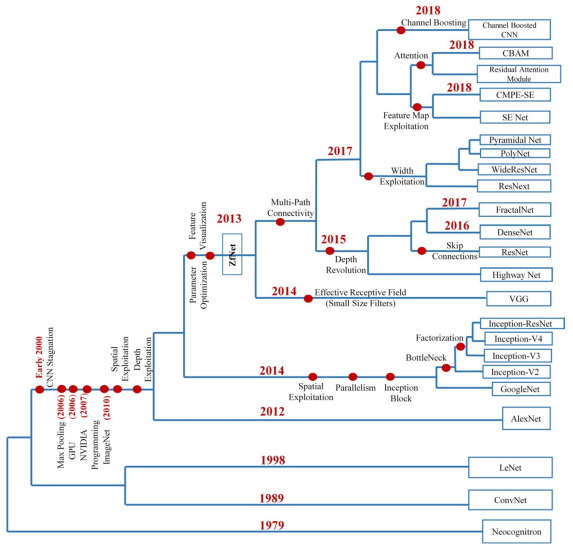 2018
Channel Boosting
Channel Boosted
CNN
2018
CBAM
Attention
Residual Attention
Module
2018
CMPE-SE
Feature Map
Exploitation
SE Net
2017
Pyramidal Net
PolyNet
Width
Exploitation
WideResNet
ResNext
Multi-Path
Connectivity
2017
FractalNet
2016
DenseNet
2015
Depth
Revolution
Skip
Connections
ResNet
Highway Net
Feature
Visualization
2013
ZfNet
Parameter
Optimization
2014
Effective Receptive Field
(Small Size Filters)
VGG
Inception-ResNet
Factorization
Inception-V4
BottleNeck
Inception-V3
Inception-V2
2014
Spatial
Exploitation
Parallelism
Inception
Block
GoogleNet
Early 2000
CNN Stagnation
Spatial
Exploitation
Depth
Exploitation
Max Pooling (2006)
GPU (2006)
NVIDIA (2007)
Programming
ImageNet (2010)
2012
AlexNet
1998
LeNet
1989
ConvNet
1979
Neocognitron